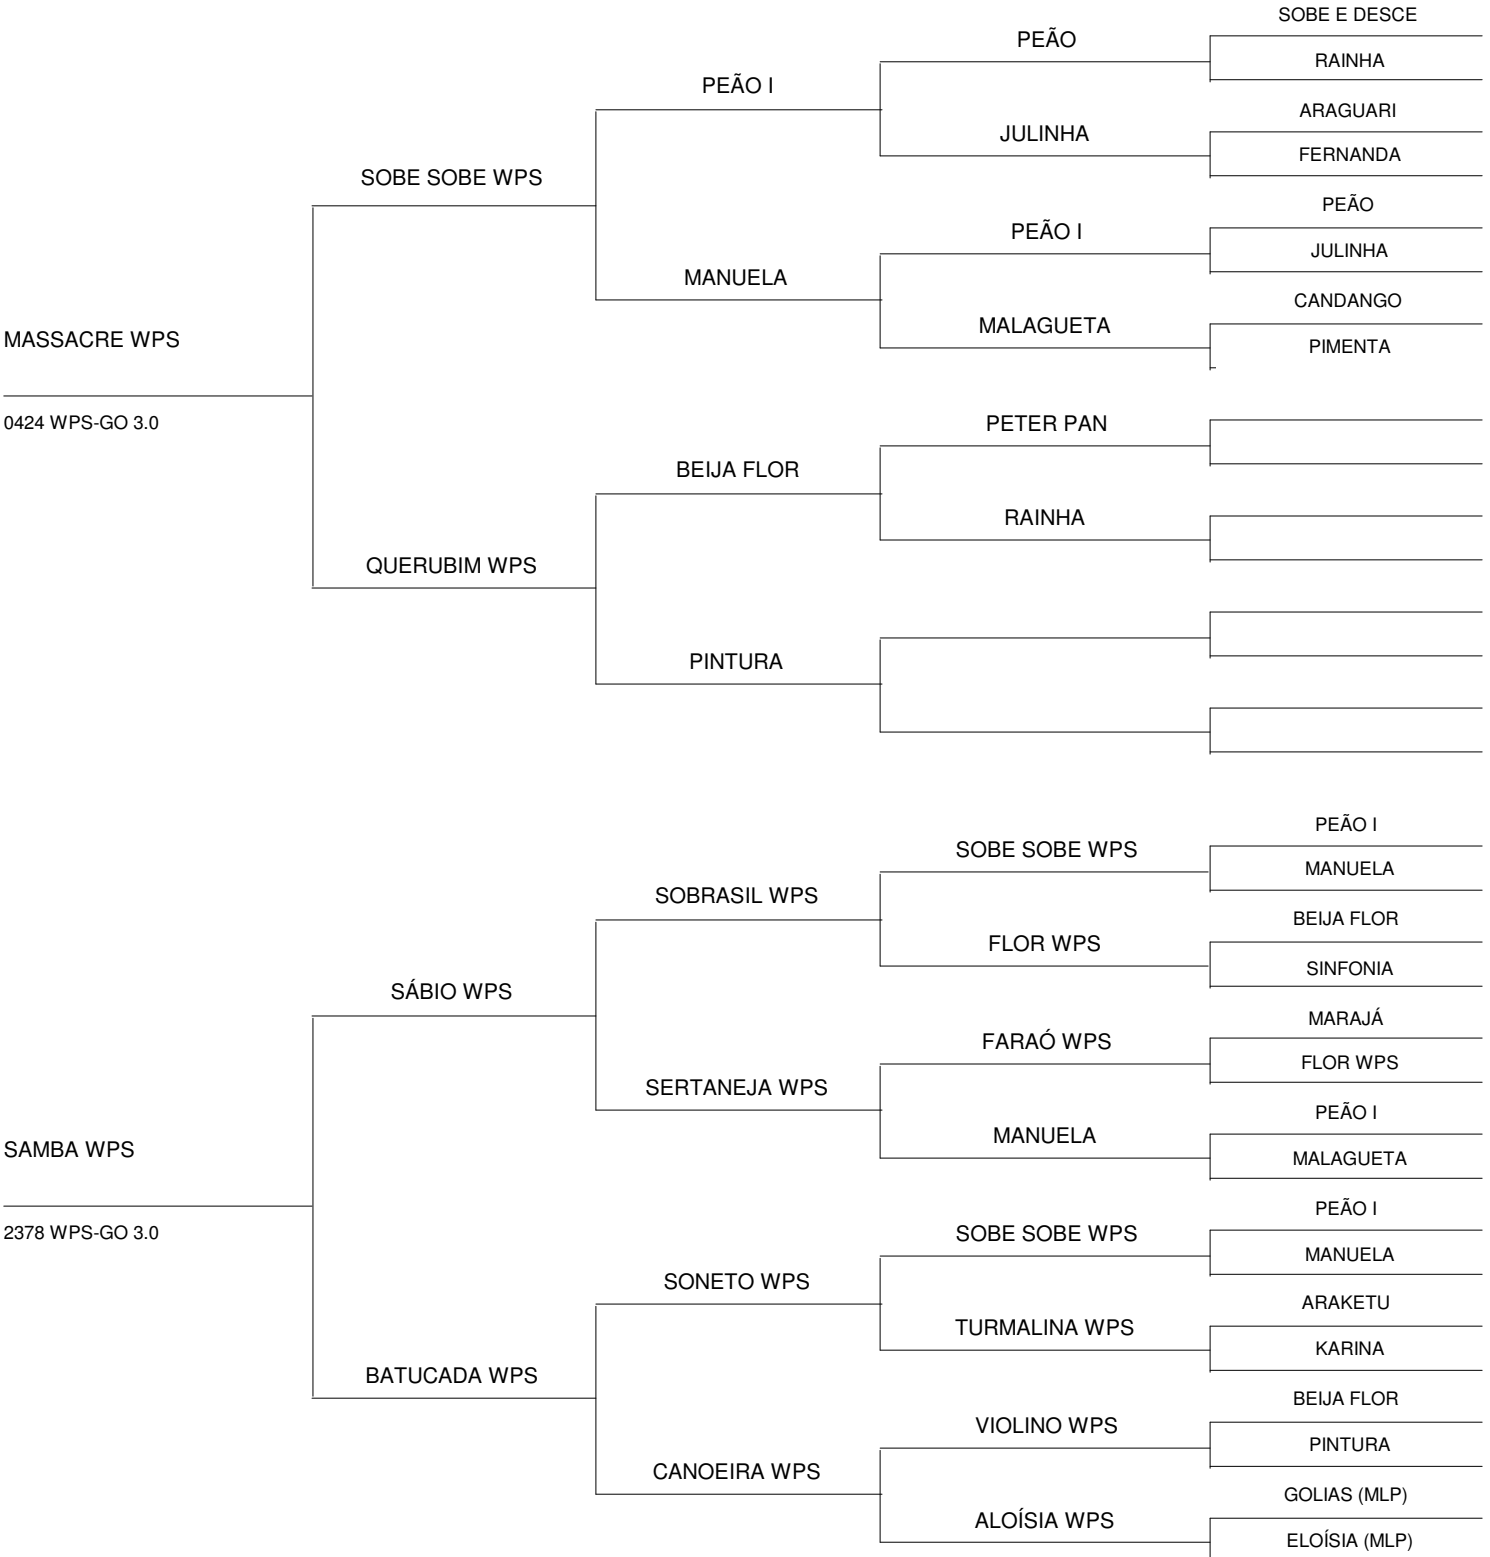 SOBE E DESCE
PEÃO
RAINHA
PEÃO I
ARAGUARI
JULINHA
FERNANDA
SOBE SOBE WPS
PEÃO
PEÃO I
JULINHA
MANUELA
CANDANGO
MALAGUETA
MASSACRE WPS
PIMENTA
0424 WPS-GO 3.0
PETER PAN
BEIJA FLOR
RAINHA
QUERUBIM WPS
PINTURA
PEÃO I
SOBE SOBE WPS
MANUELA
SOBRASIL WPS
BEIJA FLOR
FLOR WPS
SINFONIA
SÁBIO WPS
MARAJÁ
FARAÓ WPS
FLOR WPS
SERTANEJA WPS
PEÃO I
MANUELA
SAMBA WPS
MALAGUETA
PEÃO I
2378 WPS-GO 3.0
SOBE SOBE WPS
MANUELA
SONETO WPS
ARAKETU
TURMALINA WPS
KARINA
BATUCADA WPS
BEIJA FLOR
VIOLINO WPS
PINTURA
CANOEIRA WPS
GOLIAS (MLP)
ALOÍSIA WPS
ELOÍSIA (MLP)